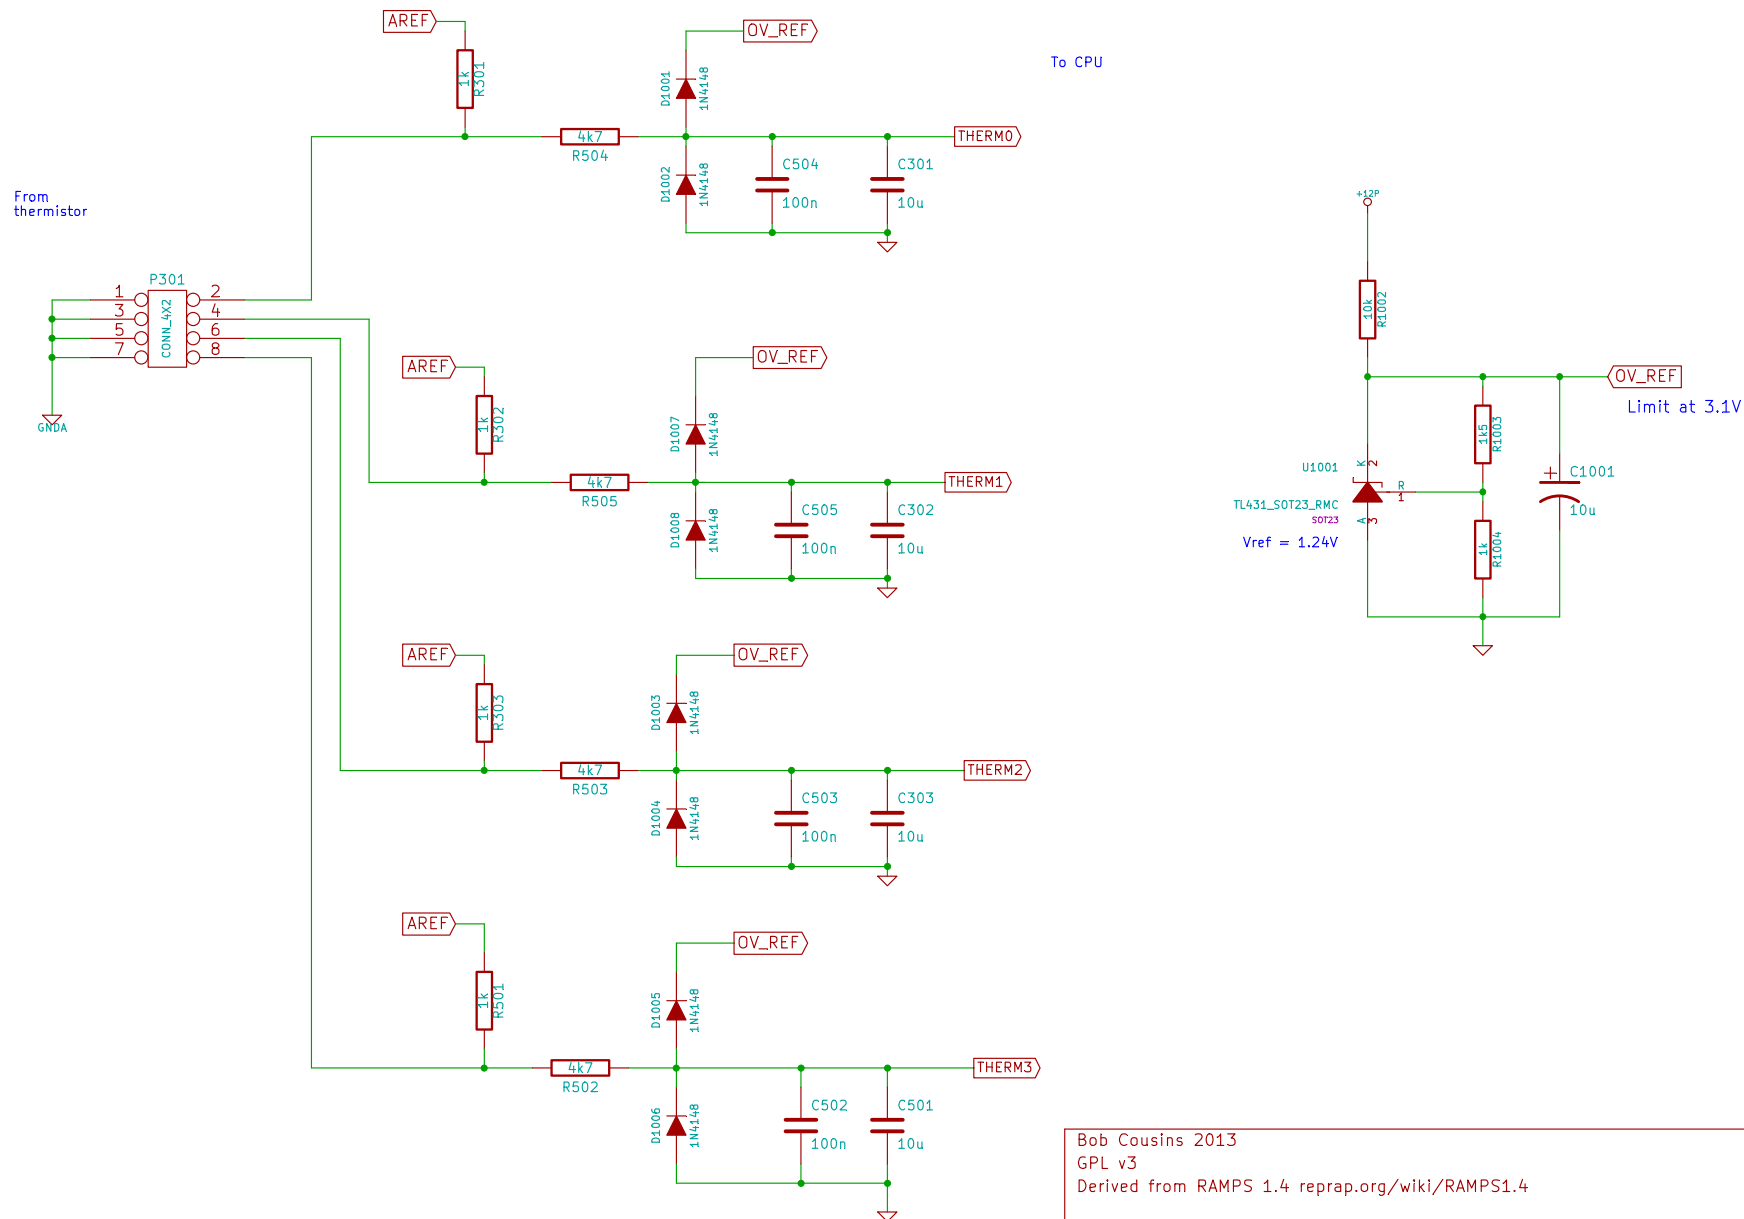 AREF
1k
R301
OV_REF
D1001
1N4148
To CPU
4k7
R504
THERM0
D1002
1N4148
C504
100n
C301
10u
From
thermistor
P301
CONN_4X2
1
2
3
4
5
6
7
8
GNDA
AREF
1k
R302
OV_REF
D1007
1N4148
4k7
R505
THERM1
D1008
1N4148
C505
100n
C302
10u
AREF
1k
R303
OV_REF
D1003
1N4148
4k7
R503
THERM2
D1004
1N4148
C503
100n
C303
10u
AREF
1k
R501
OV_REF
D1005
1N4148
4k7
R502
THERM3
D1006
1N4148
C502
100n
C501
10u
+12P
10k
R1002
OV_REF
Limit at 3.1V
1k5
R1003
U1001
K
2
R
1
A
3
TL431_SOT23_RMC
SOT23
Vref = 1.24V
1k
R1004
C1001
10u
Bob Cousins 2013
GPL v3
Derived from RAMPS 1.4 reprap.org/wiki/RAMPS1.4